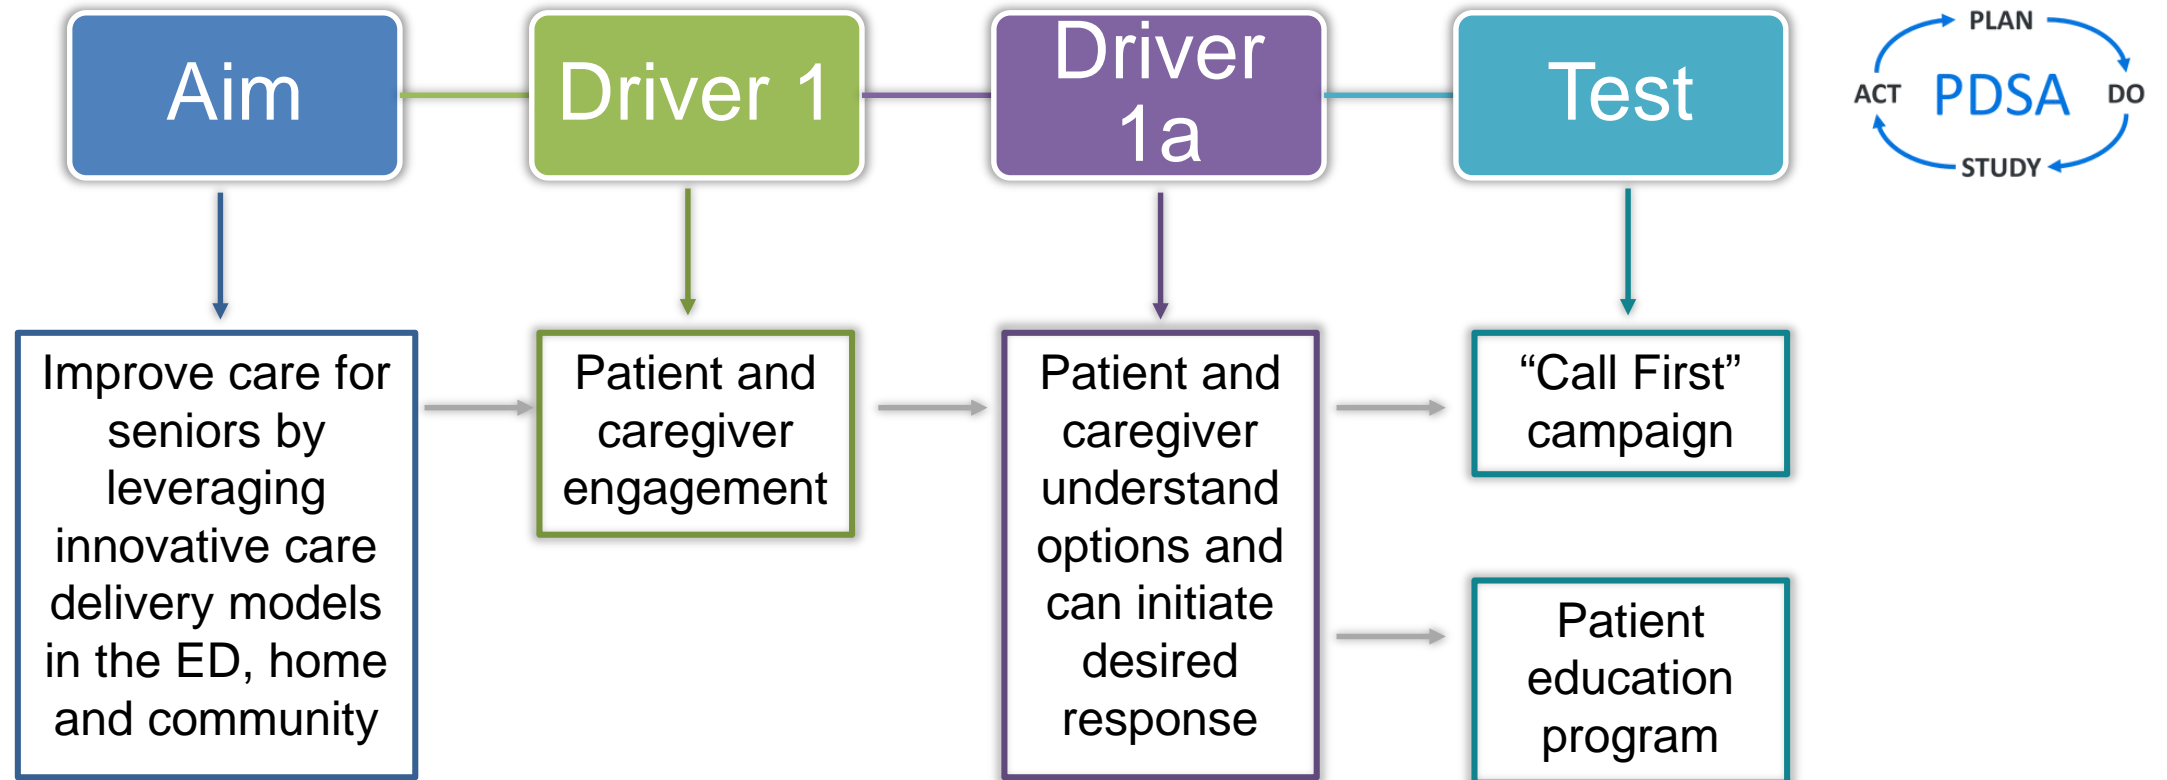 Aim
Driver 1
Driver
1a
Test
PLAN
ACT
PDSA
DO
STUDY
Improve care for
seniors by
leveraging
innovative care
delivery models
in the ED, home
and community
Patient and
caregiver
engagement
Patient and
caregiver
understand
options and
can initiate
desired
response
“Call First”
campaign
Patient
education
program